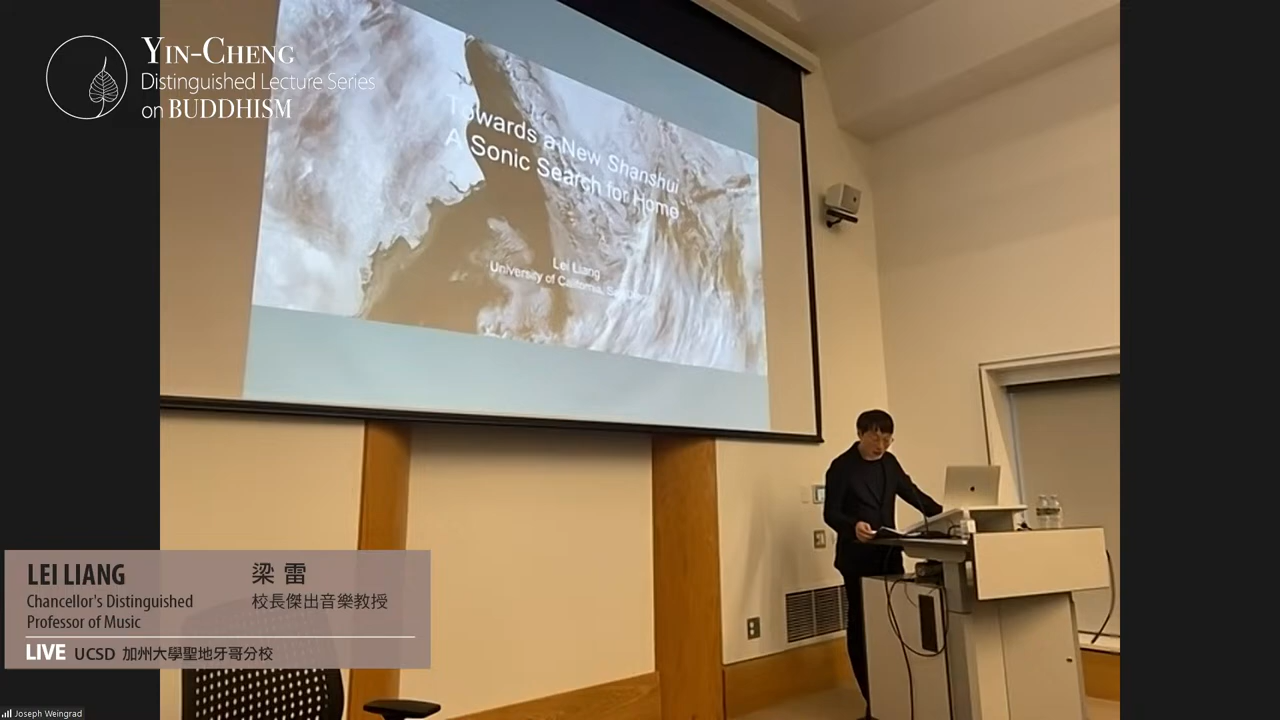 YIN-CHENG
Distinguished Lecture Series
on BUDDHISM
Towards a New Shanshui
A Sonic Search for Home
Lei Liang
University of California,
LEI LIANG
梁 雷
Chancellor's Distinguished
Professor of Music
校長傑出音樂教授
LIVE UCSD 加州大學聖地牙哥分校
Joseph Weingrad